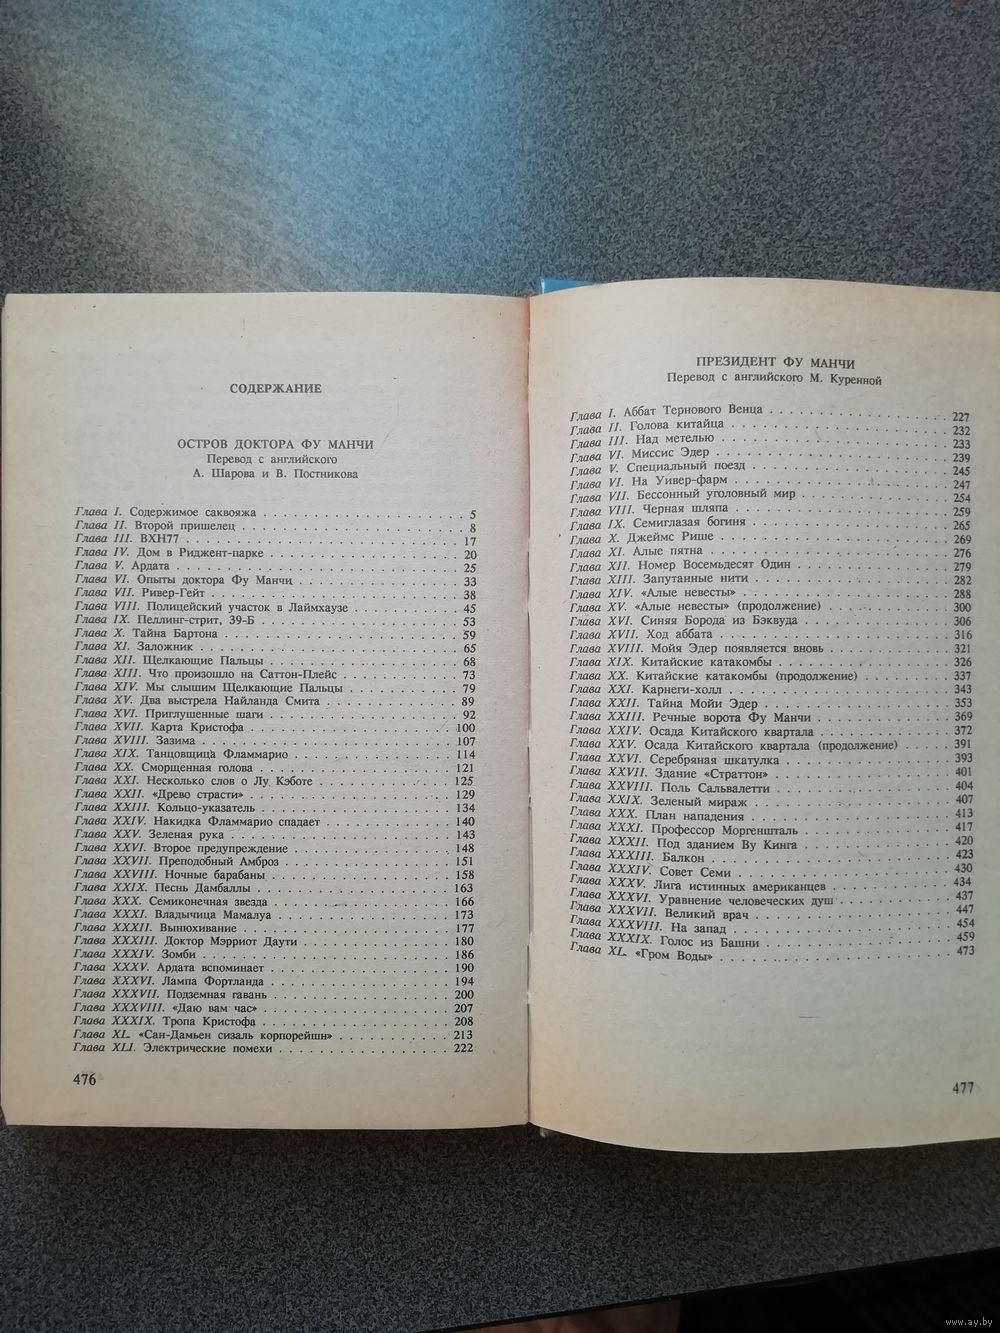 СОДЕРЖАНИЕ
ОСТРОВ ДОКТОРА ФУ МАНЧИ
Перевод с английского
А. Шарова и В. Постникова
Глава I. Содержимое саквояжа . . . 5
Глава II. Второй пришелец . . . 8
Глава III. ВХН77 . . . 17
Глава IV. Дом в Риджент-парке . . . 20
Глава V. Ардата . . . 25
Глава VI. Опыты доктора Фу Манчи . . . 33
Глава VII. Ривер-Гейт . . . 38
Глава VIII. Полицейский участок в Лаймхаузе . . . 45
Глава IX. Пеллинг-стрит, 39-Б . . . 53
Глава X. Тайна Бартона . . . 59
Глава XI. Заложник . . . 65
Глава XII. Щелкающие Пальцы . . . 68
Глава XIII. Что произошло на Саттон-Плейс . . . 73
Глава XIV. Мы слышим Щелкающие Пальцы . . . 79
Глава XV. Два выстрела Найланда Смита . . . 89
Глава XVI. Приглушенные шаги . . . 92
Глава XVII. Карта Кристофа . . . 100
Глава XVIII. Зазима . . . 107
Глава XIX. Танцовщица Фламмарио . . . 114
Глава XX. Сморщенная голова . . . 121
Глава XXI. Несколько слов о Лу Кэботе . . . 125
Глава XXII. «Древо страсти» . . . 129
Глава XXIII. Кольцо-указатель . . . 134
Глава XXIV. Накидка Фламмарио спадает . . . 140
Глава XXV. Зеленая рука . . . 143
Глава XXVI. Второе предупреждение . . . 148
Глава XXVII. Преподобный Амброз . . . 151
Глава XXVIII. Ночные барабаны . . . 158
Глава XXIX. Песнь Дамбаллы . . . 163
Глава XXX. Семиконечная звезда . . . 166
Глава XXXI. Владычица Мамалуа . . . 173
Глава XXXII. Вынюхивание . . . 177
Глава XXXIII. Доктор Мэрриот Даути . . . 180
Глава XXXIV. Зомби . . . 186
Глава XXXV. Ардата вспоминает . . . 190
Глава XXXVI. Лампа Фортланда . . . 194
Глава XXXVII. Подземная гавань . . . 200
Глава XXXVIII. «Даю вам час» . . . 207
Глава XXXIX. Тропа Кристофа . . . 208
Глава XL. «Сан-Дамьен сизаль корпорейшн» . . . 213
Глава XLI. Электрические помехи . . . 222
476
ПРЕЗИДЕНТ ФУ МАНЧИ
Перевод с английского М. Куренной
Глава I. Аббат Тернового Венца . . . 227
Глава II. Голова китайца . . . 232
Глава III. Над метелью . . . 233
Глава VI. Миссис Эдер . . . 239
Глава V. Специальный поезд . . . 245
Глава VI. На Уивер-фарм . . . 247
Глава VII. Бессонный уголовный мир . . . 254
Глава VIII. Черная шляпа . . . 259
Глава IX. Семиглазая богиня . . . 265
Глава X. Джеймс Рише . . . 269
Глава XI. Алые пятна . . . 276
Глава XII. Номер Восемьдесят Один . . . 279
Глава XIII. Запутанные нити . . . 282
Глава XIV. «Алые невесты» . . . 288
Глава XV. «Алые невесты» (продолжение) . . . 300
Глава XVI. Синяя Борода из Бэквуда . . . 306
Глава XVII. Ход аббата . . . 316
Глава XVIII. Мойя Эдер появляется вновь . . . 321
Глава XIX. Китайские катакомбы . . . 326
Глава XX. Китайские катакомбы (продолжение) . . . 337
Глава XXI. Карнеги-холл . . . 343
Глава XXII. Тайна Мойи Эдер . . . 353
Глава XXIII. Речные ворота Фу Манчи . . . 369
Глава XXIV. Осада Китайского квартала . . . 372
Глава XXV. Осада Китайского квартала (продолжение) . . . 391
Глава XXVI. Серебряная шкатулка . . . 393
Глава XXVII. Здание «Страттон» . . . 401
Глава XXVIII. Поль Сальвалетти . . . 404
Глава XXIX. Зеленый мираж . . . 407
Глава XXX. План нападения . . . 413
Глава XXXI. Профессор Моргеншталь . . . 417
Глава XXXII. Под зданием Ву Кинга . . . 420
Глава XXXIII. Балкон . . . 423
Глава XXXIV. Совет Семи . . . 430
Глава XXXV. Лига истинных американцев . . . 434
Глава XXXVI. Уравнение человеческих душ . . . 437
Глава XXXVII. Великий врач . . . 447
Глава XXXVIII. На запад . . . 454
Глава XXXIX. Голос из Башни . . . 459
Глава XL. «Гром Воды» . . . 473
477
www.ay.by